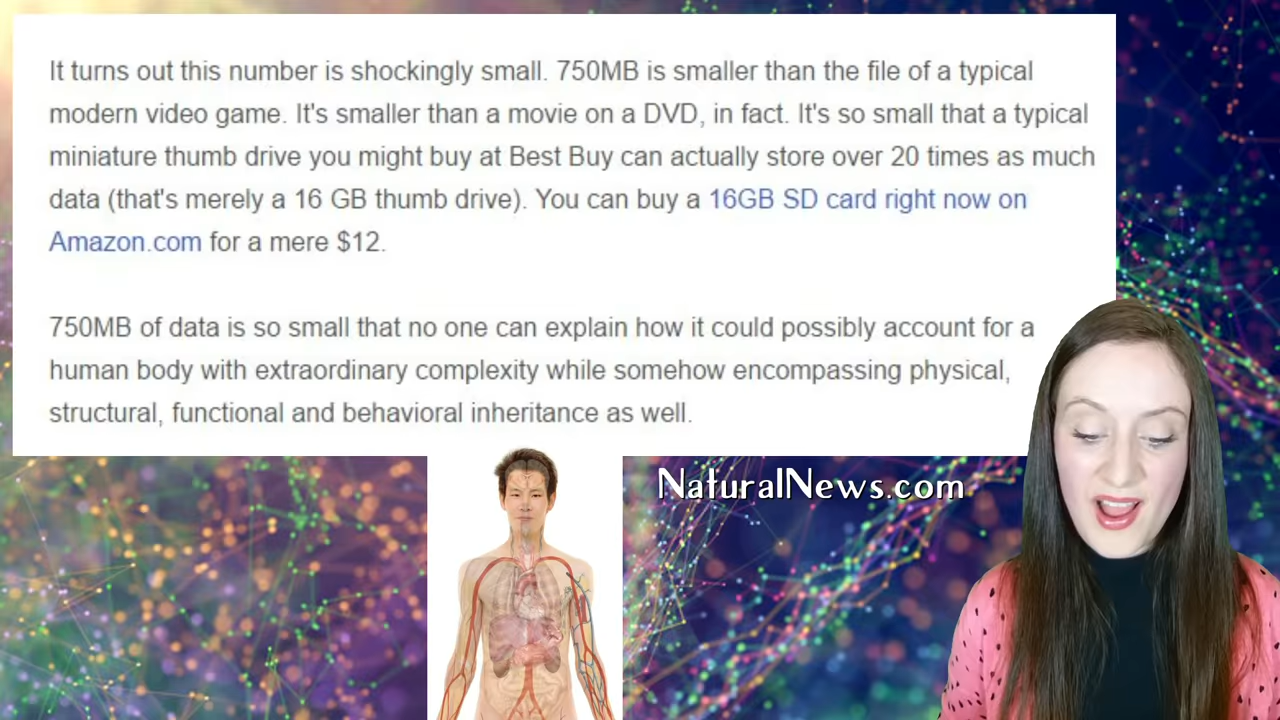 It turns out this number is shockingly small. 750MB is smaller than the file of a typical
modern video game. It's smaller than a movie on a DVD, in fact. It's so small that a typical
miniature thumb drive you might buy at Best Buy can actually store over 20 times as much
data (that's merely a 16 GB thumb drive). You can buy a 16GB SD card right now on
Amazon.com for a mere $12.
750MB of data is so small that no one can explain how it could possibly account for a
human body with extraordinary complexity while somehow encompassing physical,
structural, functional and behavioral inheritance as well.
NaturalNews.com